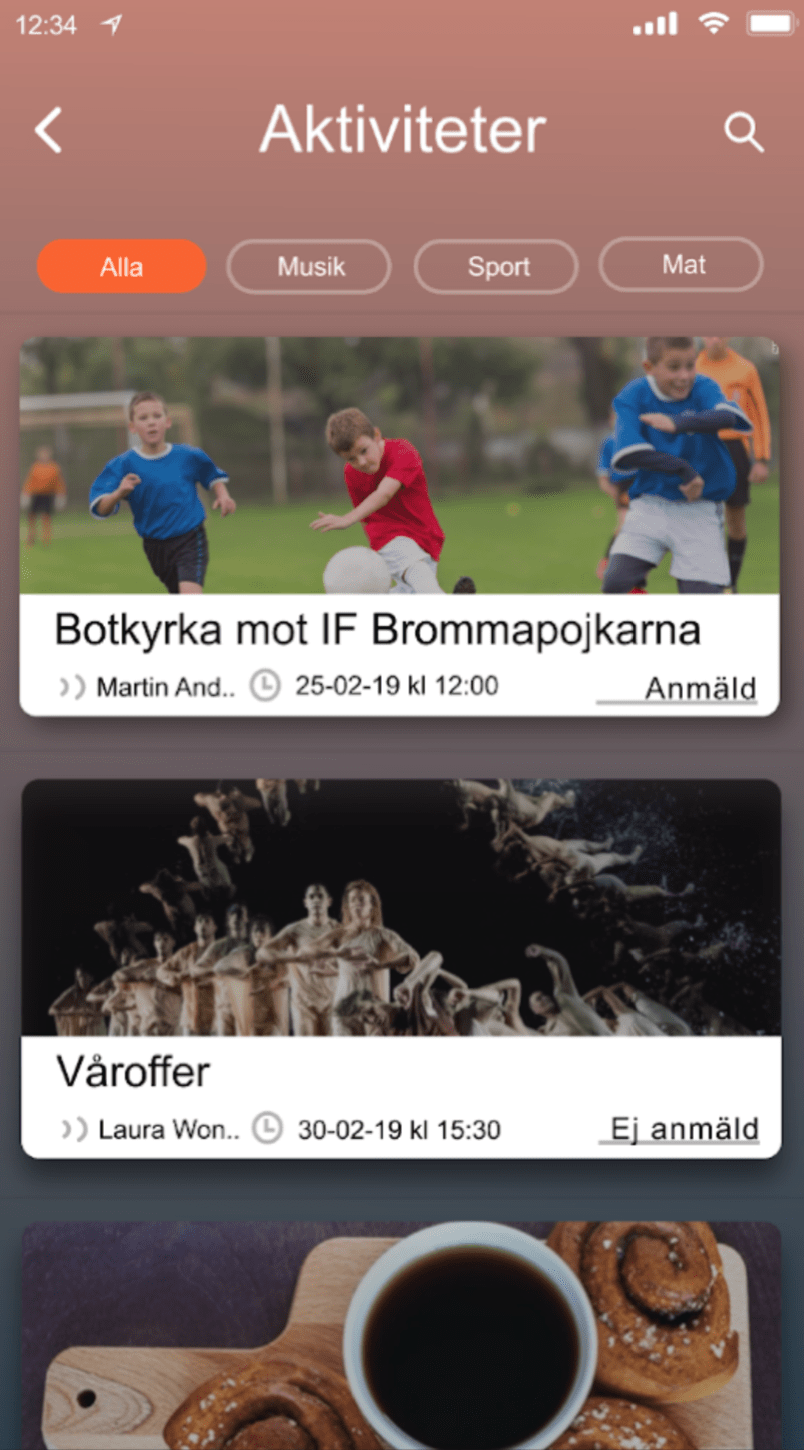 12:34
Aktiviteter
Alla Musik Sport Mat
Botkyrka mot IF Brommapojkarna
Martin And.. 25-02-19 kl 12:00 Anmäld
Våroffer
Laura Won.. 30-02-19 kl 15:30 Ej anmäld